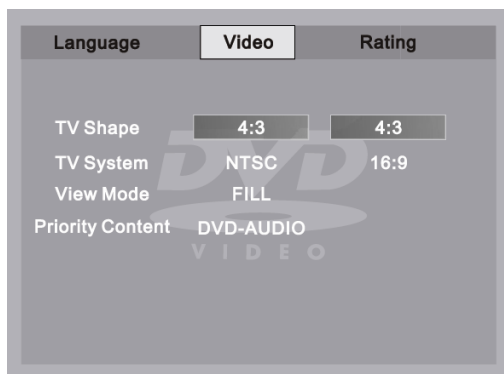 Language Video Rating
TV Shape 4:3 4:3
TV System NTSC 16:9
View Mode FILL
Priority Content DVD-AUDIO
DVD
VIDEO